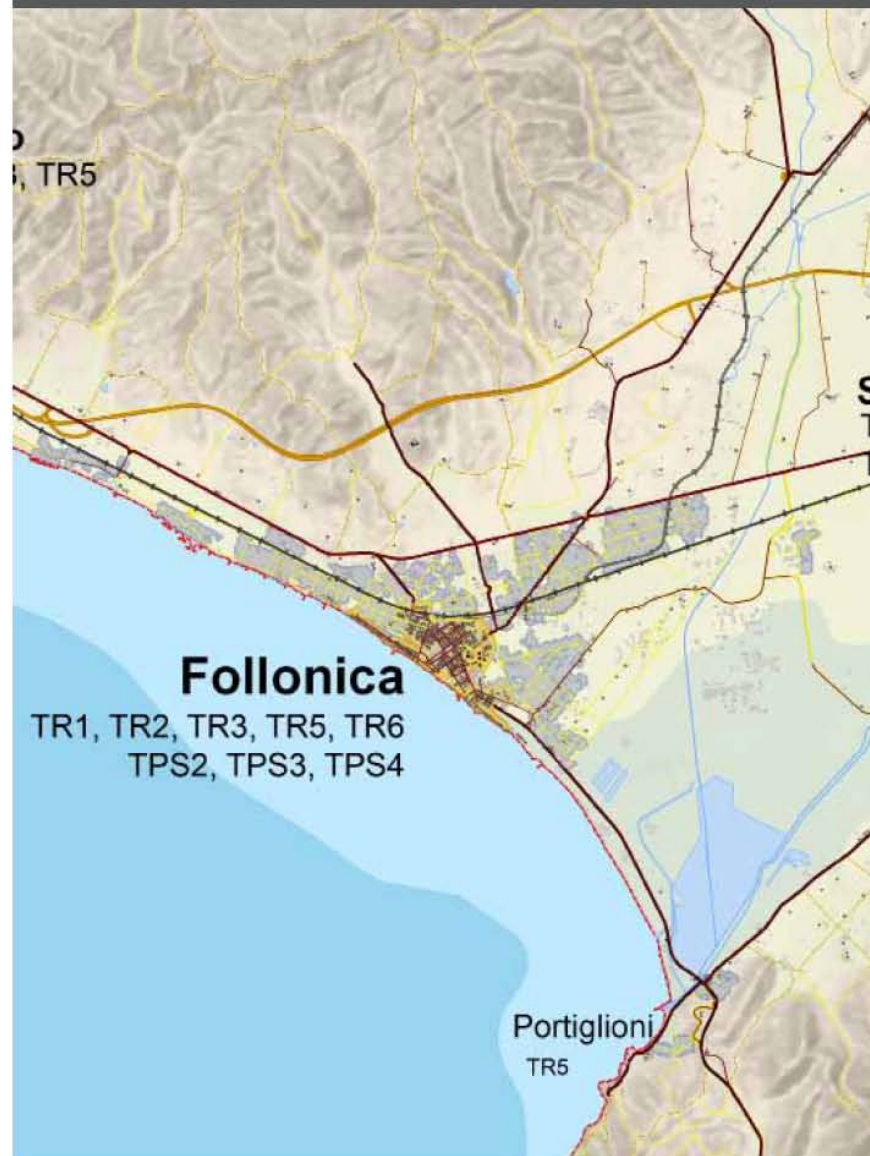 TR5
Follonica
TR1, TR2, TR3, TR5, TR6
TPS2, TPS3, TPS4
Portiglioni
TR5